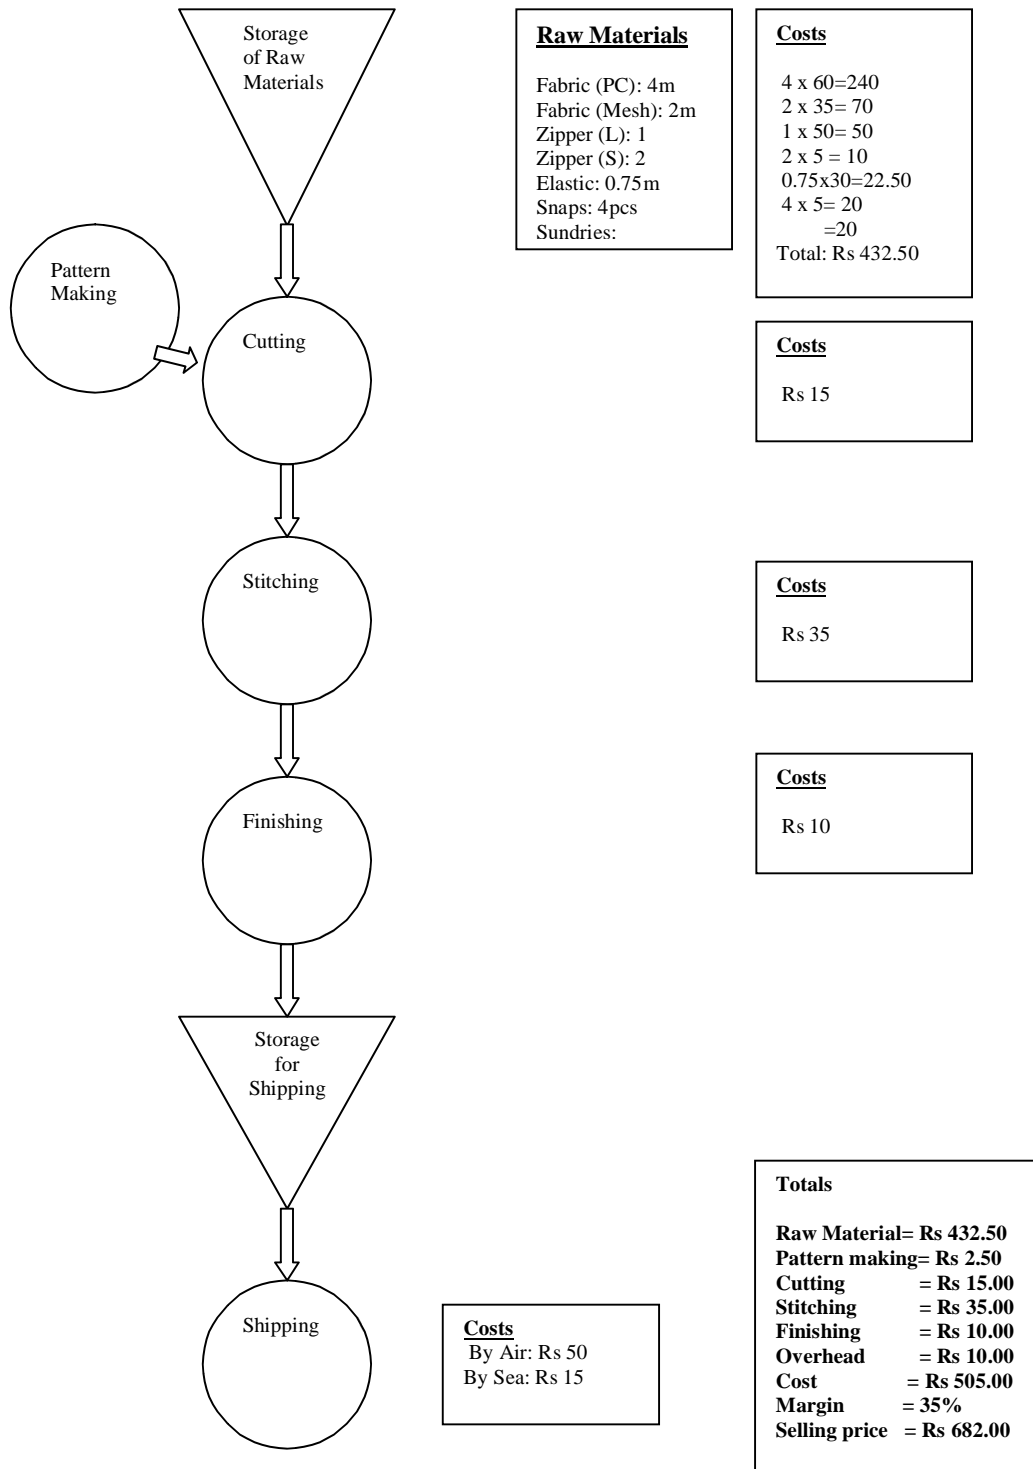 Storage
of Raw
Materials
Raw Materials
Fabric (PC): 4m
Fabric (Mesh): 2m
Zipper (L): 1
Zipper (S): 2
Elastic: 0.75m
Snaps: 4pcs
Sundries:
Costs
4 x 60=240
2 x 35= 70
1 x 50= 50
2 x 5 = 10
0.75x30=22.50
4 x 5= 20
=20
Total: Rs 432.50
Pattern
Making
Cutting
Costs
Rs 15
Stitching
Costs
Rs 35
Finishing
Costs
Rs 10
Storage
for
Shipping
Shipping
Costs
By Air: Rs 50
By Sea: Rs 15
Totals
Raw Material= Rs 432.50
Pattern making= Rs 2.50
Cutting = Rs 15.00
Stitching = Rs 35.00
Finishing = Rs 10.00
Overhead = Rs 10.00
Cost = Rs 505.00
Margin = 35%
Selling price = Rs 682.00